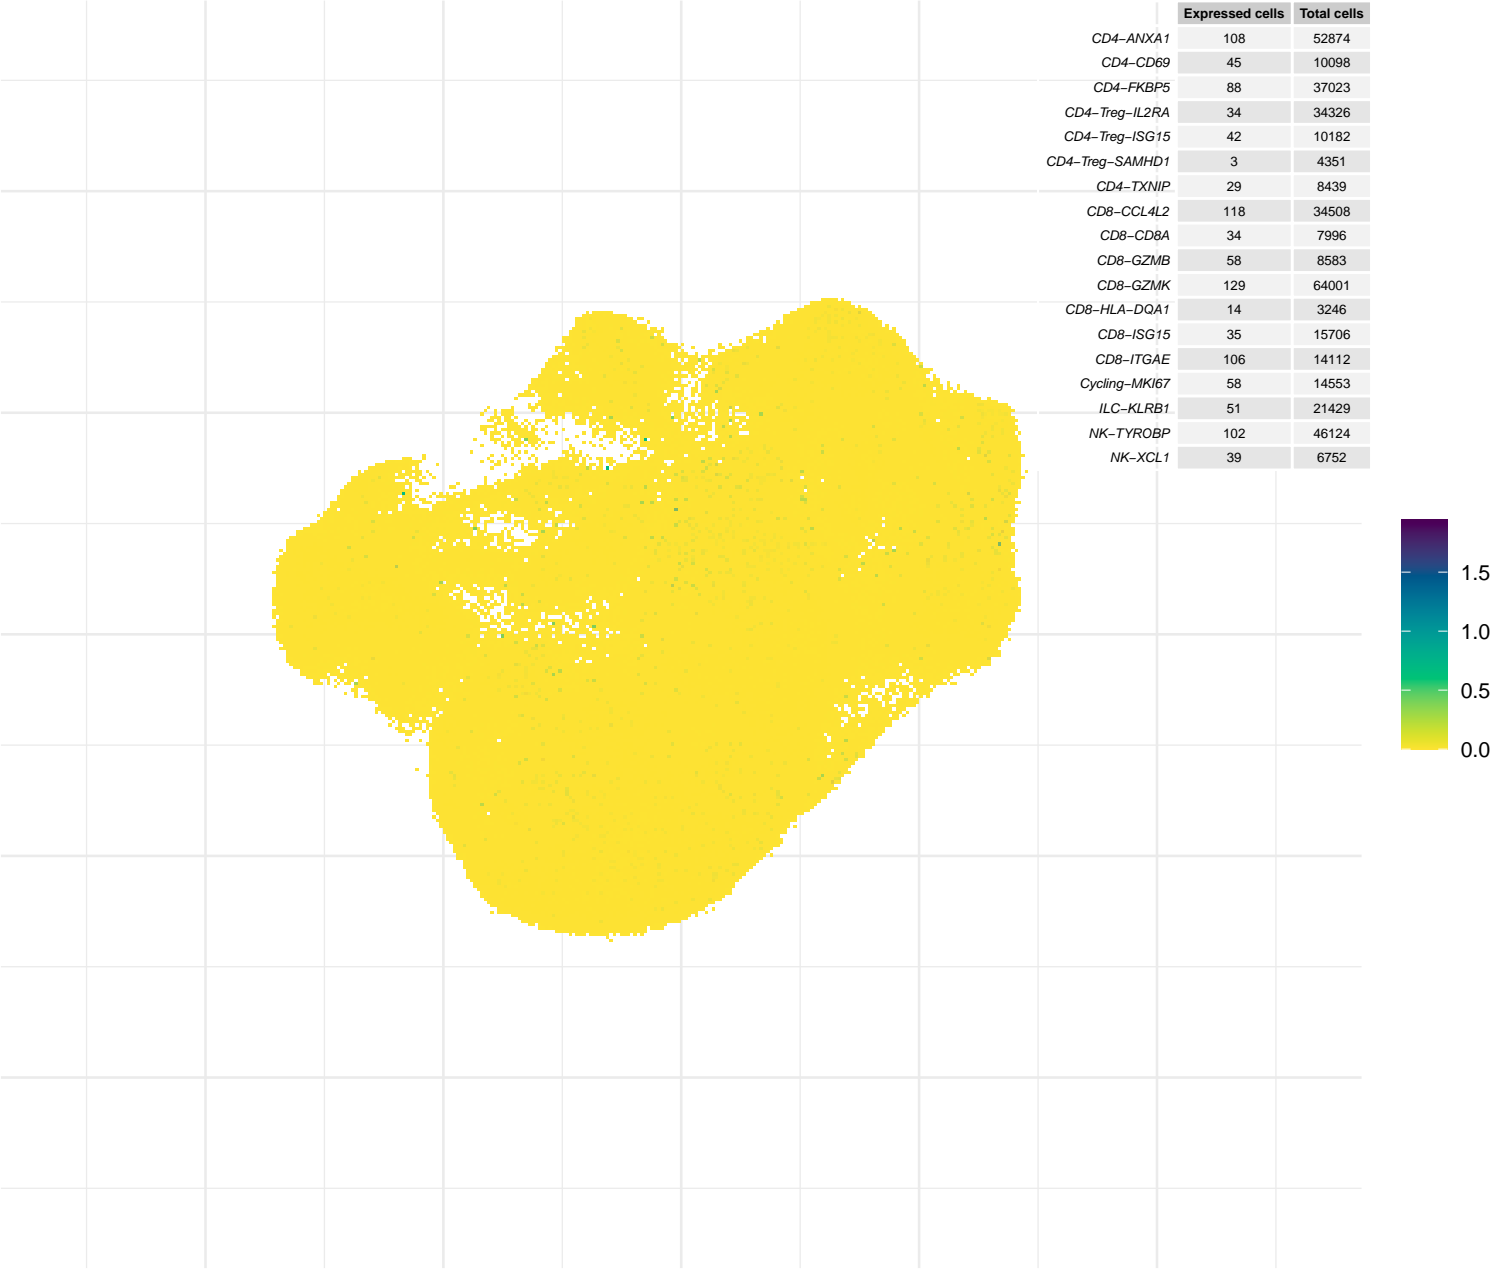 Expressed cells Total cells
CD4−ANXA1 108 52874
CD4−CD69 45 10098
CD4−FKBP5 88 37023
CD4−Treg−IL2RA 34 34326
CD4−Treg−ISG15 42 10182
CD4−Treg−SAMHD1 3 4351
CD4−TXNIP 29 8439
CD8−CCL4L2 118 34508
CD8−CD8A 34 7996
CD8−GZMB 58 8583
CD8−GZMK 129 64001
CD8−HLA−DQA1 14 3246
CD8−ISG15 35 15706
CD8−ITGAE 106 14112
Cycling−MKI67 58 14553
ILC−KLRB1 51 21429
NK−TYROBP 102 46124
NK−XCL1 39 6752
1.5
1.0
0.5
0.0